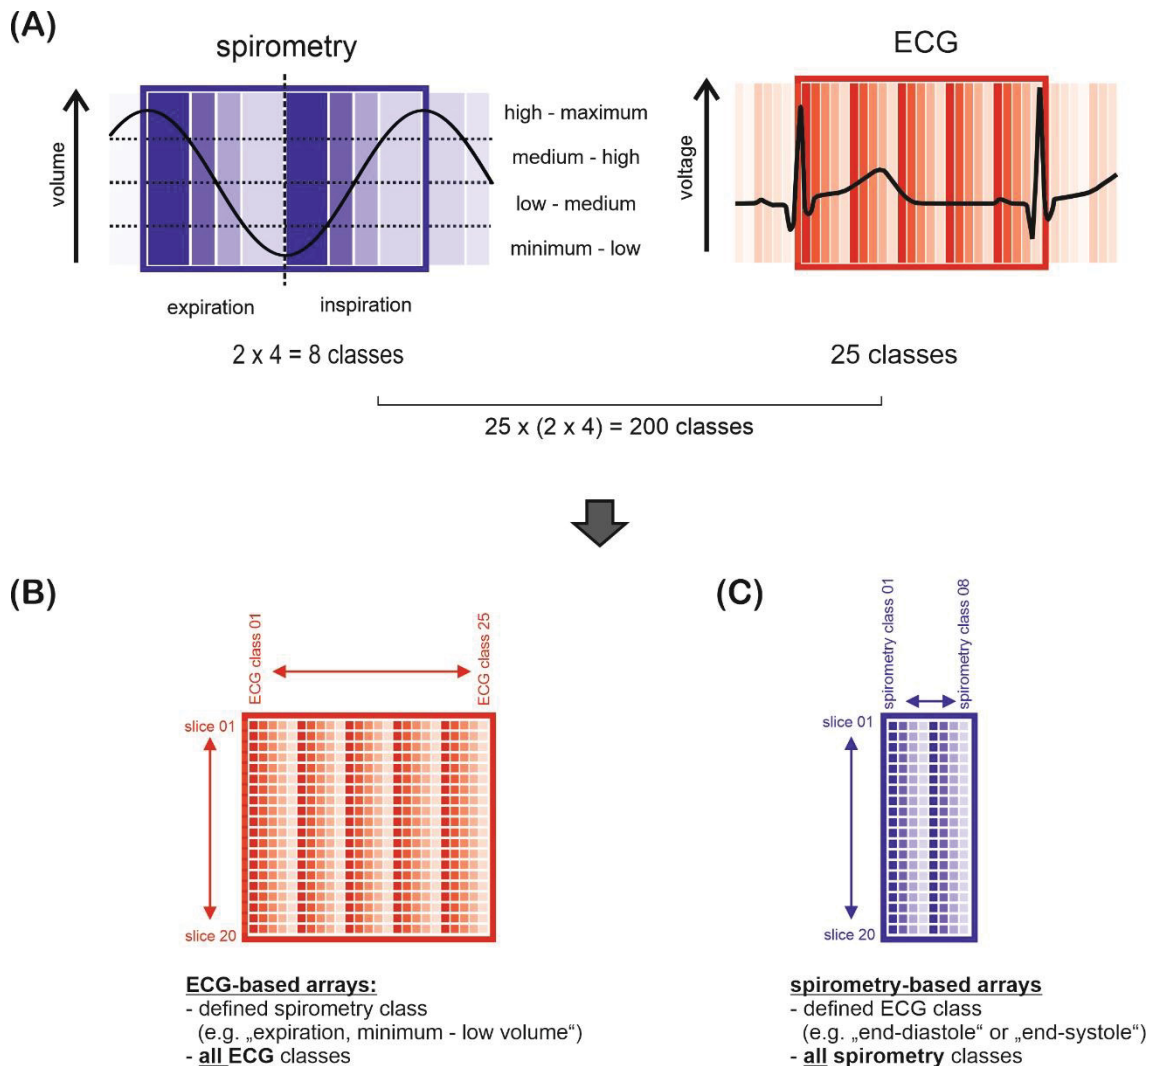 (A)
spirometry
ECG
volume
high - maximum
medium - high
low - medium
minimum - low
voltage
expiration
inspiration
2 x 4 = 8 classes
25 classes
25 x (2 x 4) = 200 classes
(B)
ECG class 01
ECG class 25
slice 01
slice 20
ECG-based arrays:
- defined spirometry class
(e.g. „expiration, minimum - low volume“)
- all ECG classes
(C)
spirometry class 01
spirometry class 08
slice 01
slice 20
spirometry-based arrays
- defined ECG class
(e.g. „end-diastole“ or „end-systole“)
- all spirometry classes